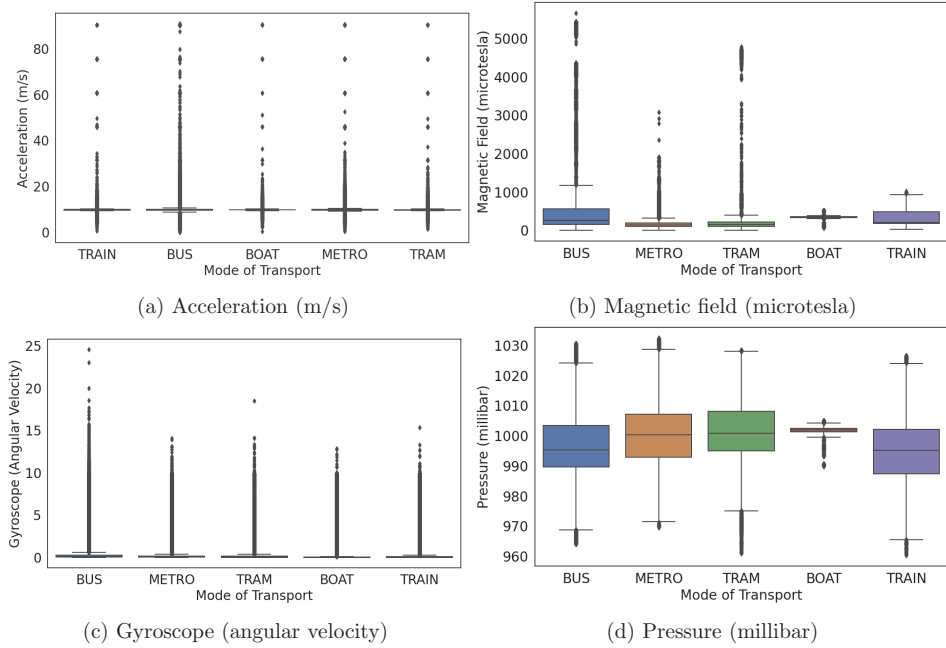 Acceleration (m/s)
80
60
40
20
0
TRAIN BUS BOAT METRO TRAM
Mode of Transport
(a) Acceleration (m/s)
Magnetic Field (microtesla)
5000
4000
3000
2000
1000
0
BUS METRO TRAM BOAT TRAIN
Mode of Transport
(b) Magnetic field (microtesla)
Gyroscope (Angular Velocity)
25
20
15
10
5
0
BUS METRO TRAM BOAT TRAIN
Mode of Transport
(c) Gyroscope (angular velocity)
Pressure (millibar)
1030
1020
1010
1000
990
980
970
960
BUS METRO TRAM BOAT TRAIN
Mode of Transport
(d) Pressure (millibar)